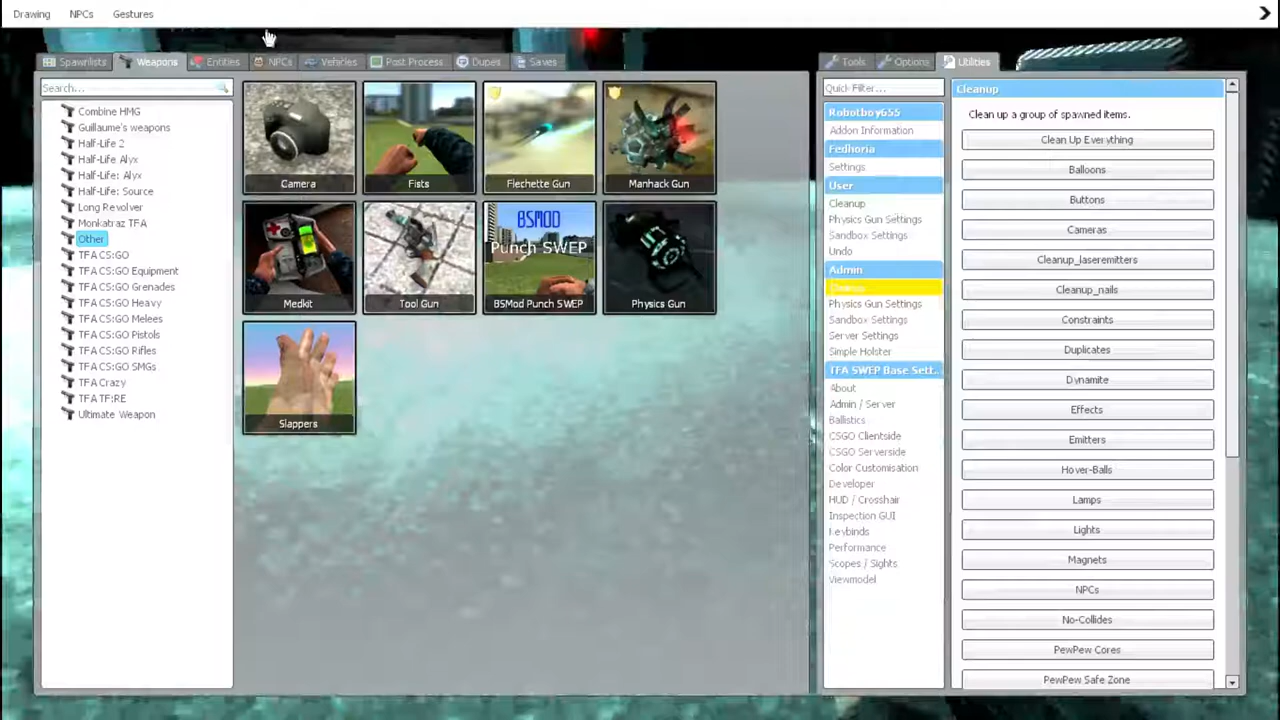 Drawing NPCs Gestures
Spawnlists Weapons Entities NPCs Vehicles Post Process Dupes Saves
Search...
Combine HMG
Guillaume's weapons
Half-Life 2
Half-Life Alyx
Half-Life: Alyx
Half-Life: Source
Long Revolver
Monkatraz TFA
Other
TFA CS:GO
TFA CS:GO Equipment
TFA CS:GO Grenades
TFA CS:GO Heavy
TFA CS:GO Melees
TFA CS:GO Pistols
TFA CS:GO Rifles
TFA CS:GO SMGs
TFA Crazy
TFA TF:RE
Ultimate Weapon
Camera
Fists
Flechette Gun
Manhack Gun
Medkit
Tool Gun
BSMOD
Punch SWEP
BSMod Punch SWEP
Physics Gun
Slappers
Tools Options Utilities
Quick Filter...
Robotboy655
Addon Information
Fedhoria
Settings
User
Cleanup
Physics Gun Settings
Sandbox Settings
Undo
Admin
Cleanup
Physics Gun Settings
Sandbox Settings
Server Settings
Simple Holster
TFA SWEP Base Sett...
About
Admin / Server
Ballistics
CSGO Clientside
CSGO Serverside
Color Customisation
Developer
HUD / Crosshair
Inspection GUI
Keybinds
Performance
Scopes / Sights
Viewmodel
Cleanup
Clean up a group of spawned items.
Clean Up Everything
Balloons
Buttons
Cameras
Cleanup_laseremitters
Cleanup_nails
Constraints
Duplicates
Dynamite
Effects
Emitters
Hover-Balls
Lamps
Lights
Magnets
NPCs
No-Collides
PewPew Cores
PewPew Safe Zone